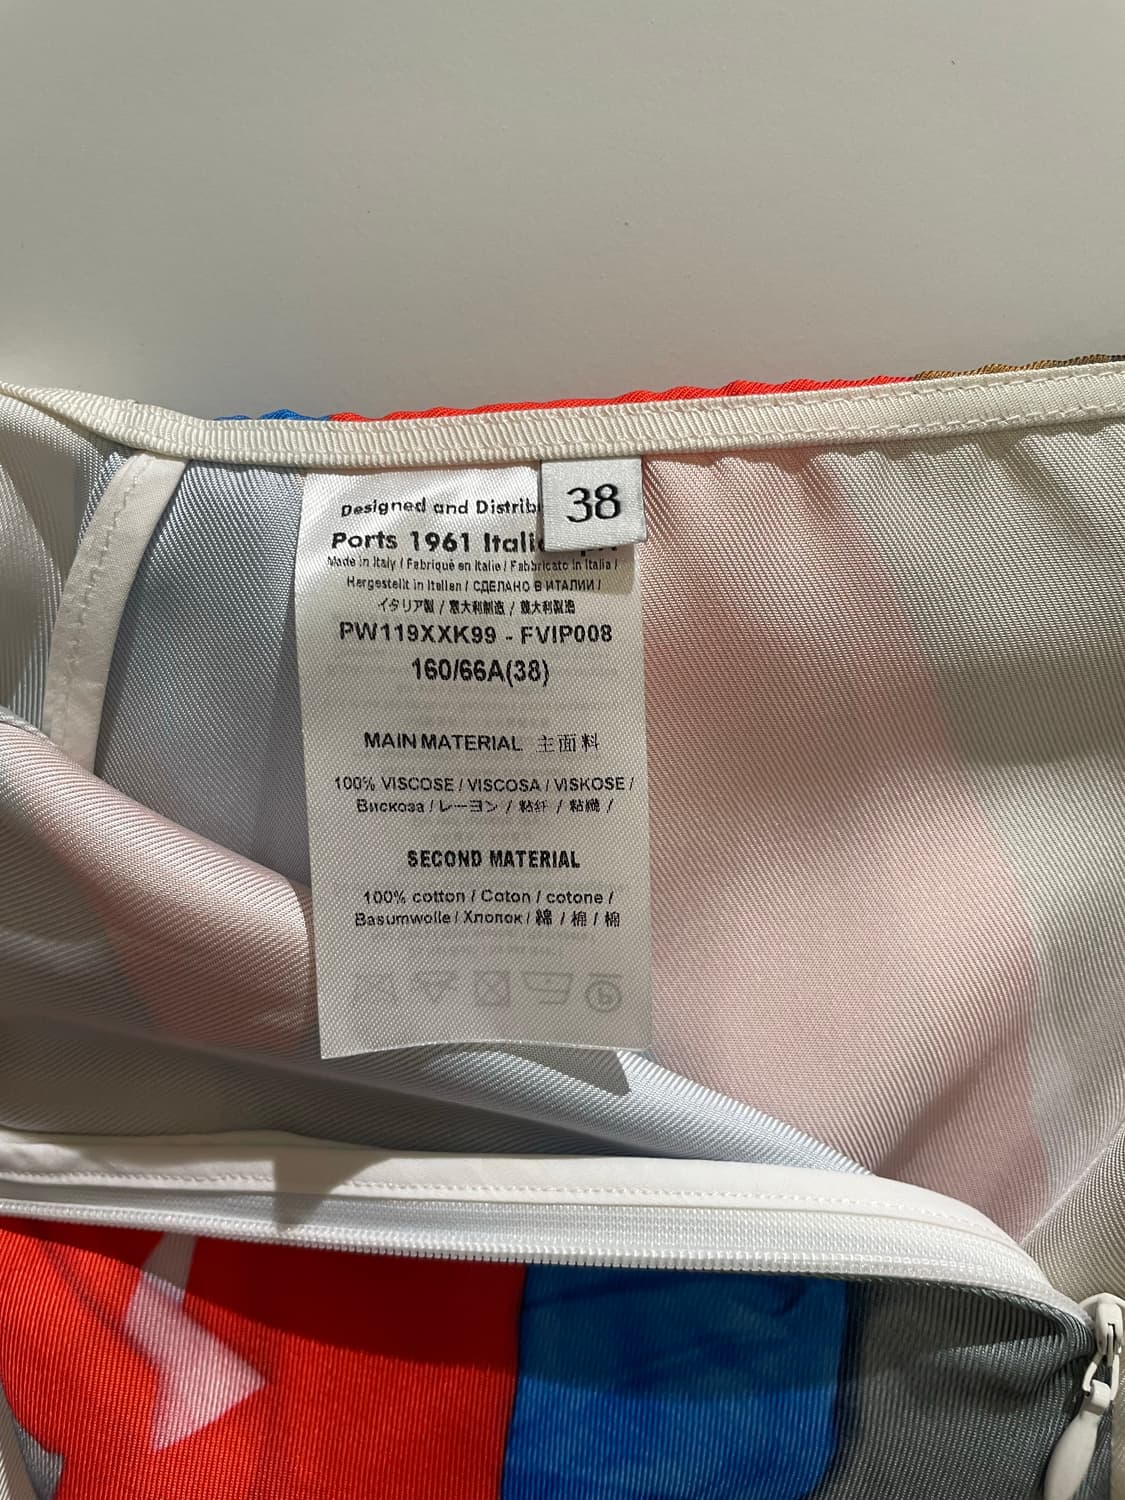 38
Designed and Distrib
Ports 1961 Itali
Made in Italy / Fabriqué en Italie / Fabbricato in Italia /
Hergestellt in Italien / СДЕЛАНО В ИТАЛИИ /
イタリア製 / 意大利制造 / 義大利製造
PW119XXK99 - FVIP008
160/66A(38)
MAIN MATERIAL 主面料
100% VISCOSE / VISCOSA / VISKOSE /
Вискоза / レーヨン / 粘纤 / 粘纖 /
SECOND MATERIAL
100% cotton / Coton / cotone /
Basumwolle / Хлопок / 綿 / 棉 / 棉